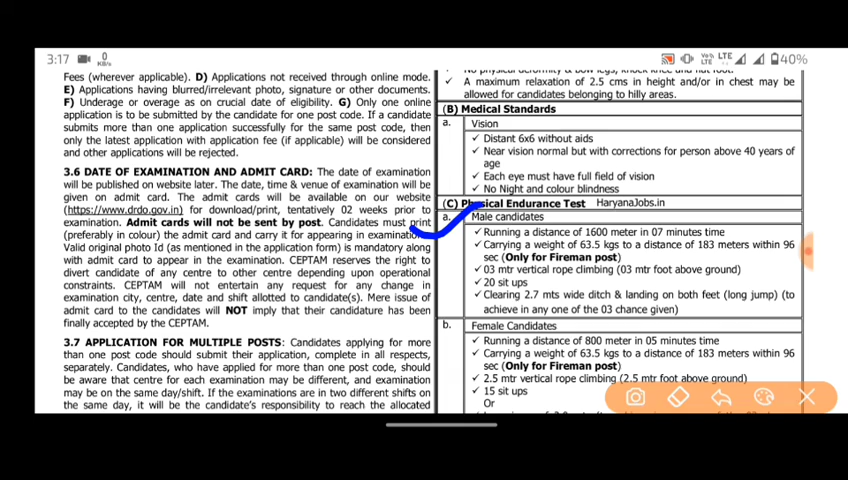 3:17
0
KB/s
Vo))
LTE
LTE
40%
Fees (wherever applicable). D) Applications not received through online mode.
E) Applications having blurred/irrelevant photo, signature or other documents.
F) Underage or overage as on crucial date of eligibility. G) Only one online
application is to be submitted by the candidate for one post code. If a candidate
submits more than one application successfully for the same post code, then
only the latest application with application fee (if applicable) will be considered
and other applications will be rejected.
3.6 DATE OF EXAMINATION AND ADMIT CARD: The date of examination
will be published on website later. The date, time & venue of examination will be
given on admit card. The admit cards will be available on our website
(https://www.drdo.gov.in) for download/print, tentatively 02 weeks prior to
examination. Admit cards will not be sent by post. Candidates must print
(preferably in colour) the admit card and carry it for appearing in examination.
Valid original photo Id (as mentioned in the application form) is mandatory along
with admit card to appear in the examination. CEPTAM reserves the right to
divert candidate of any centre to other centre depending upon operational
constraints. CEPTAM will not entertain any request for any change in
examination city, centre, date and shift allotted to candidate(s). Mere issue of
admit card to the candidates will NOT imply that their candidature has been
finally accepted by the CEPTAM.
3.7 APPLICATION FOR MULTIPLE POSTS: Candidates applying for more
than one post code should submit their application, complete in all respects,
separately. Candidates, who have applied for more than one post code, should
be aware that centre for each examination may be different, and examination
may be on the same day/shift. If the examinations are in two different shifts on
the same day, it will be the candidate's responsibility to reach the allocated
No physical deformity & bow legs, knock knee and flat foot.
✓ A maximum relaxation of 2.5 cms in height and/or in chest may be
allowed for candidates belonging to hilly areas.
(B) Medical Standards
a. Vision
✓ Distant 6x6 without aids
✓ Near vision normal but with corrections for person above 40 years of
age
✓ Each eye must have full field of vision
✓ No Night and colour blindness
(C) Physical Endurance Test HaryanaJobs.in
a. Male candidates
✓ Running a distance of 1600 meter in 07 minutes time
✓ Carrying a weight of 63.5 kgs to a distance of 183 meters within 96
sec (Only for Fireman post)
✓ 03 mtr vertical rope climbing (03 mtr foot above ground)
✓ 20 sit ups
✓ Clearing 2.7 mts wide ditch & landing on both feet (long jump) (to
achieve in any one of the 03 chance given)
b. Female Candidates
✓ Running a distance of 800 meter in 05 minutes time
✓ Carrying a weight of 63.5 kgs to a distance of 183 meters within 96
sec (Only for Fireman post)
✓ 2.5 mtr vertical rope climbing (2.5 mtr foot above ground)
✓ 15 sit ups
Or